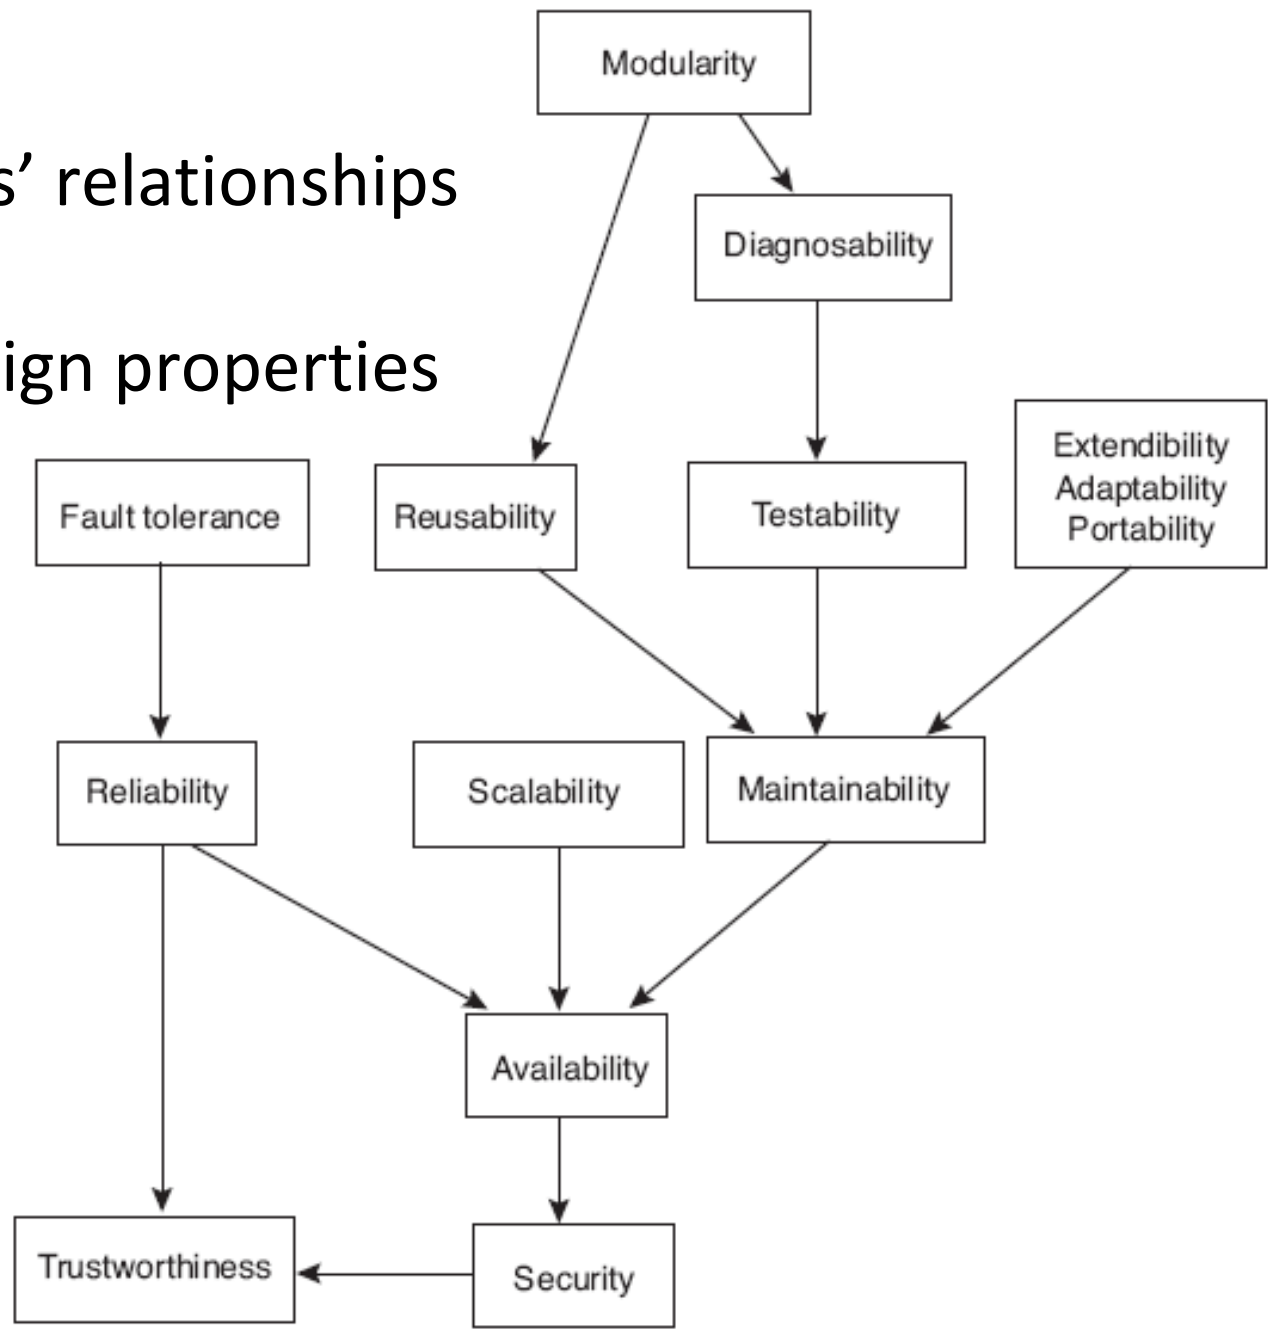 Modularity
s’ relationships
Diagnosability
ign properties
Extendibility
Adaptability
Portability
Fault tolerance
Reusability
Testability
Reliability
Scalability
Maintainability
Availability
Trustworthiness
Security